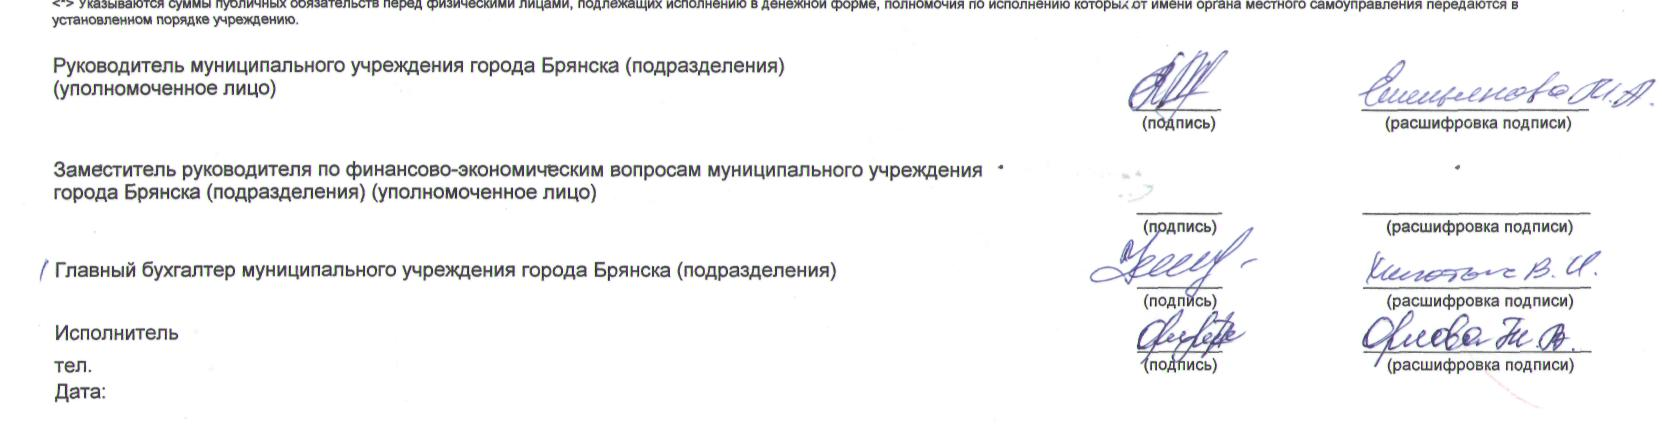 <*> Указываются суммы публичных обязательств перед физическими лицами, подлежащих исполнению в денежной форме, полномочия по исполнению которых от имени органа местного самоуправления передаются в
установленном порядке учреждению.
Руководитель муниципального учреждения города Брянска (подразделения)
(уполномоченное лицо)
Емельянова Н.А.
(подпись) (расшифровка подписи)
Заместитель руководителя по финансово-экономическим вопросам муниципального учреждения
города Брянска (подразделения) (уполномоченное лицо)
(подпись) (расшифровка подписи)
Главный бухгалтер муниципального учреждения города Брянска (подразделения)
В. И.
(подпись) (расшифровка подписи)
Исполнитель
Орлова Т. В.
(подпись) (расшифровка подписи)
тел.
Дата: